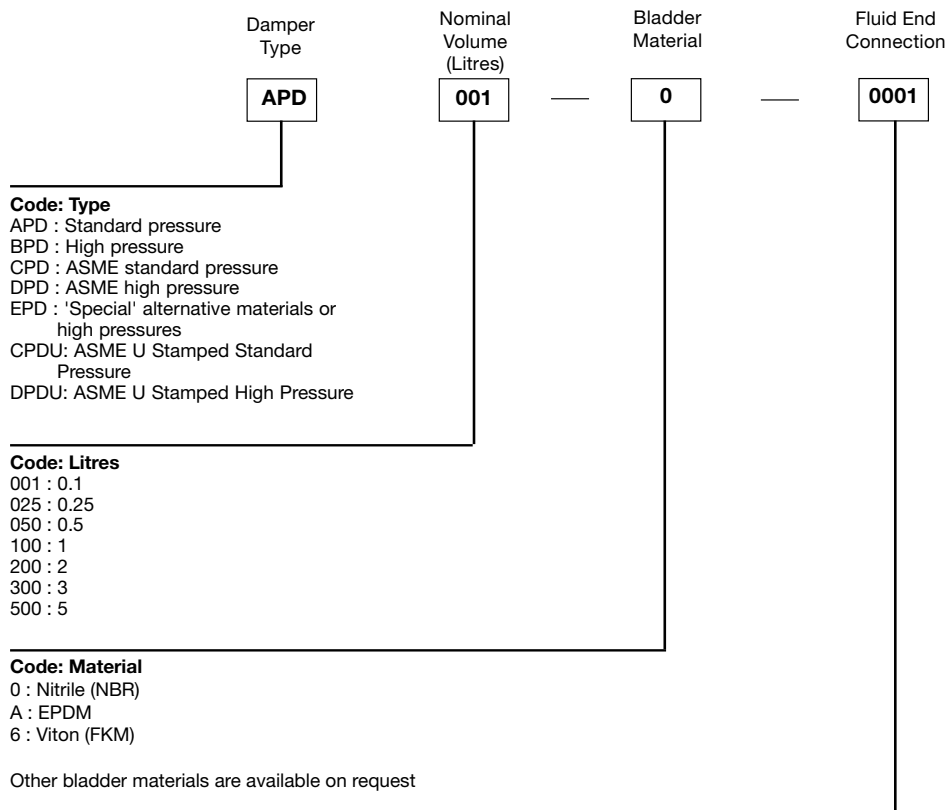 Damper
Type
Nominal
Volume
(Litres)
Bladder
Material
Fluid End
Connection
APD
001
0
0001
Code: Type
APD : Standard pressure
BPD : High pressure
CPD : ASME standard pressure
DPD : ASME high pressure
EPD : 'Special' alternative materials or
high pressures
CPDU: ASME U Stamped Standard
Pressure
DPDU: ASME U Stamped High Pressure
Code: Litres
001 : 0.1
025 : 0.25
050 : 0.5
100 : 1
200 : 2
300 : 3
500 : 5
Code: Material
0 : Nitrile (NBR)
A : EPDM
6 : Viton (FKM)
Other bladder materials are available on request